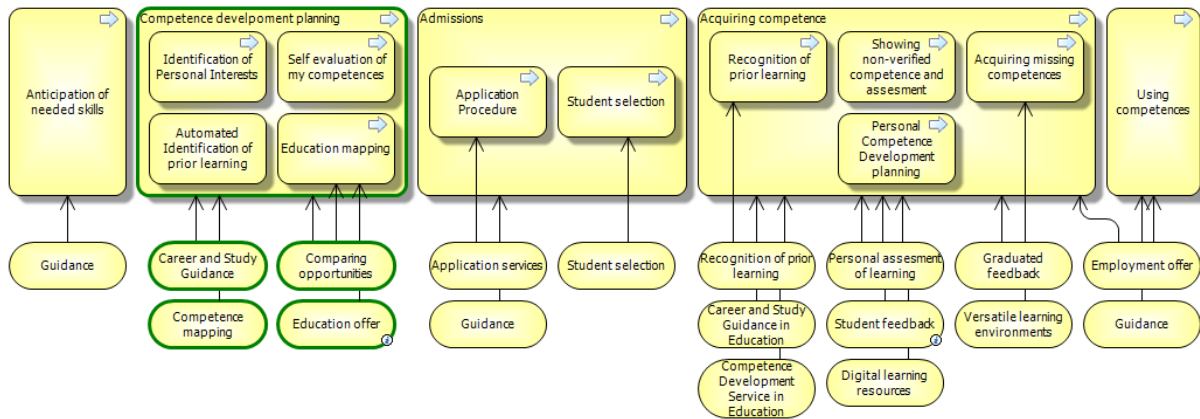 Competence develpoment planning
Admissions
Acquiring competence
Anticipation of
needed skills
Identification of
Personal Interests
Self evaluation of
my competences
Automated
Identification of
prior learning
Education mapping
Application
Procedure
Student selection
Recognition of
prior learning
Showing
non-verified
competence and
assesment
Acquiring missing
competences
Personal
Competence
Development
planning
Using
competences
Guidance
Career and Study
Guidance
Comparing
opportunities
Application services
Student selection
Recognition of prior
learning
Personal assesment
of learning
Graduated
feedback
Employment offer
Competence
mapping
Education offer
Guidance
Career and Study
Guidance in
Education
Student feedback
Versatile learning
environments
Guidance
Competence
Development
Service in
Education
Digital learning
resources